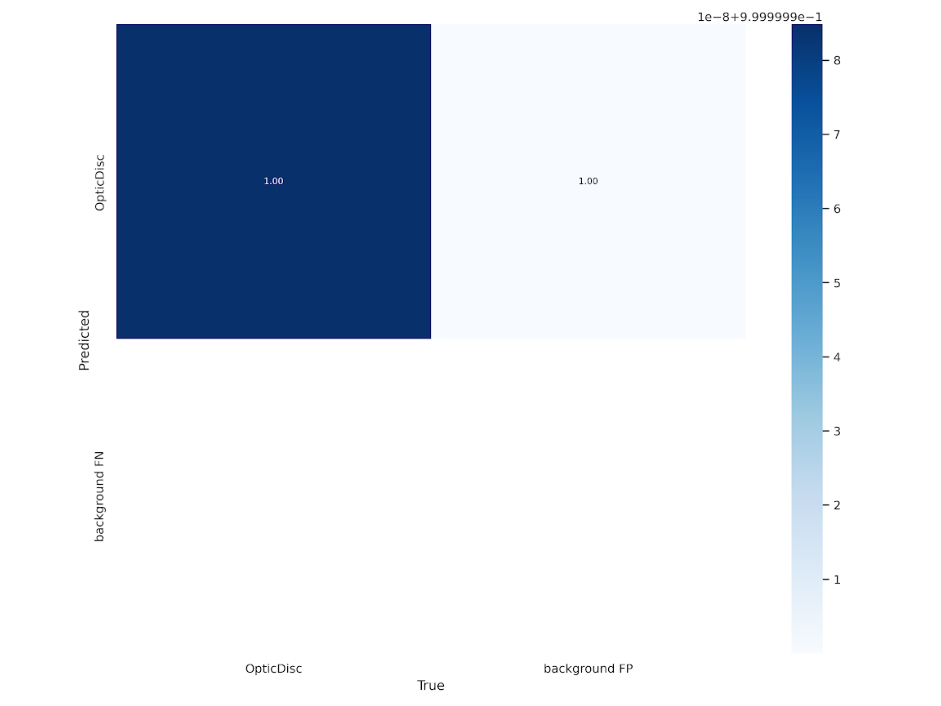 1e−8+9.999999e−1
8
7
6
5
4
3
2
1
OpticDisc
1.00
1.00
Predicted
background FN
OpticDisc
background FP
True